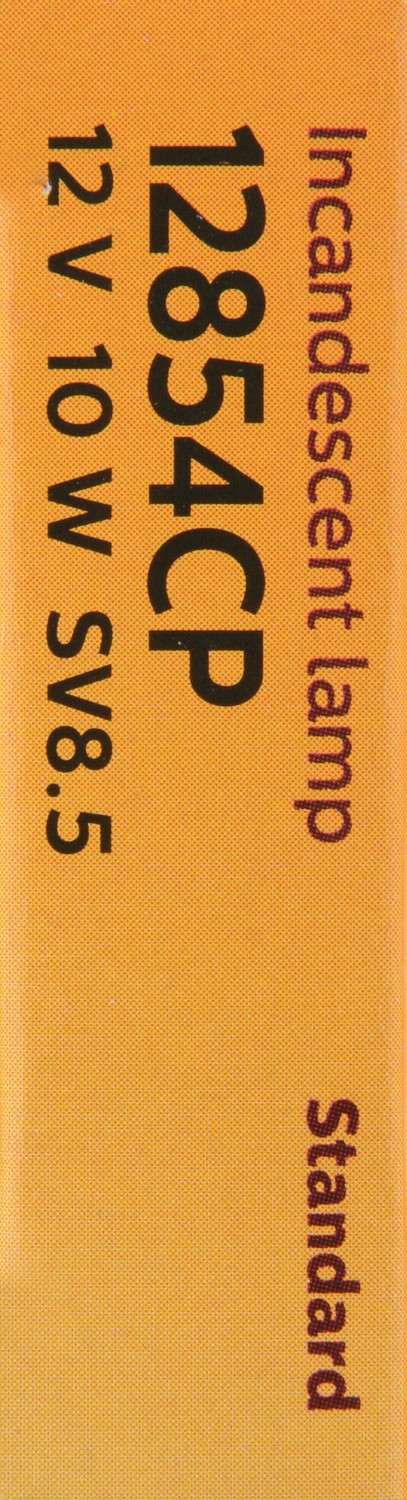 Incandescent lamp Standard
12854CP
12 V 10 W SV8.5